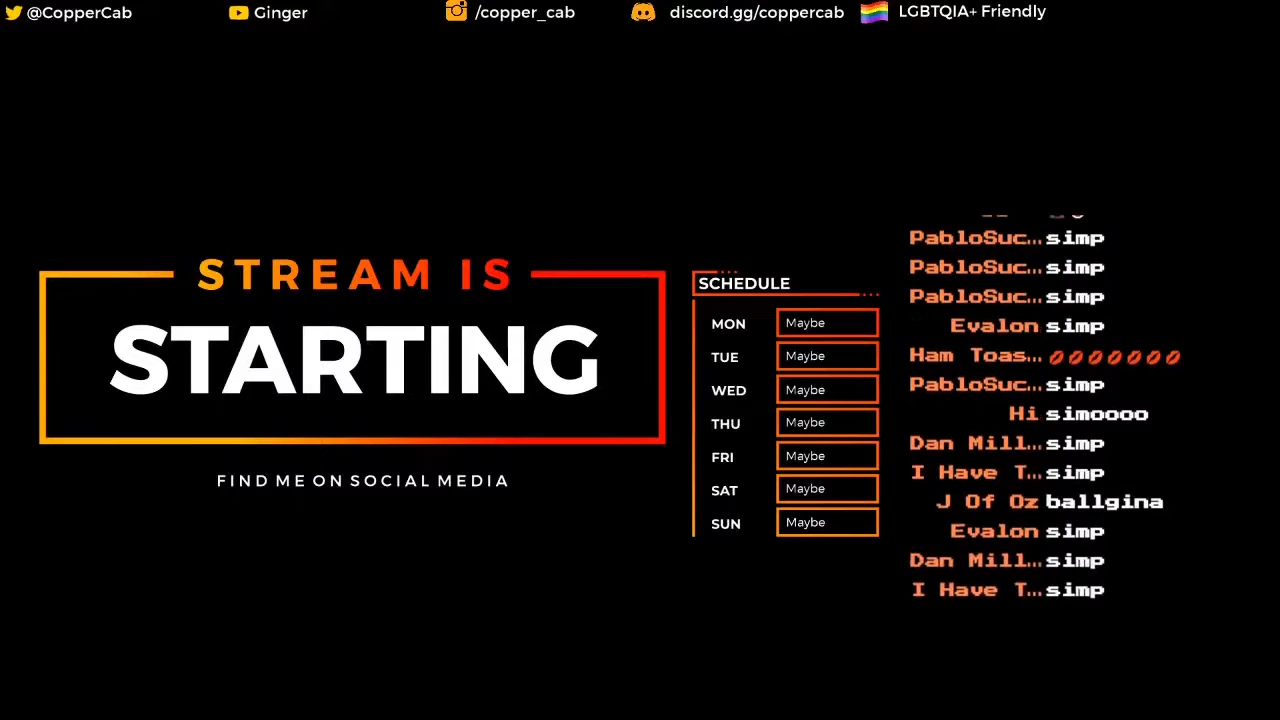 @CopperCab Ginger /copper_cab discord.gg/coppercab LGBTQIA+ Friendly
STREAM IS
STARTING
FIND ME ON SOCIAL MEDIA
SCHEDULE
MON Maybe
TUE Maybe
WED Maybe
THU Maybe
FRI Maybe
SAT Maybe
SUN Maybe
PabloSuc... simp
PabloSuc... simp
PabloSuc... simp
Evalon simp
Ham Toas...
PabloSuc... simp
Hi simoooo
Dan Mill... simp
I Have T... simp
J Of Oz ballgina
Evalon simp
Dan Mill... simp
I Have T... simp